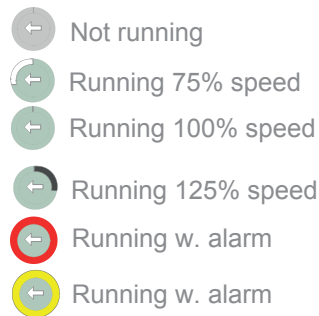 Not running
Running 75% speed
Running 100% speed
Running 125% speed
Running w. alarm
Running w. alarm